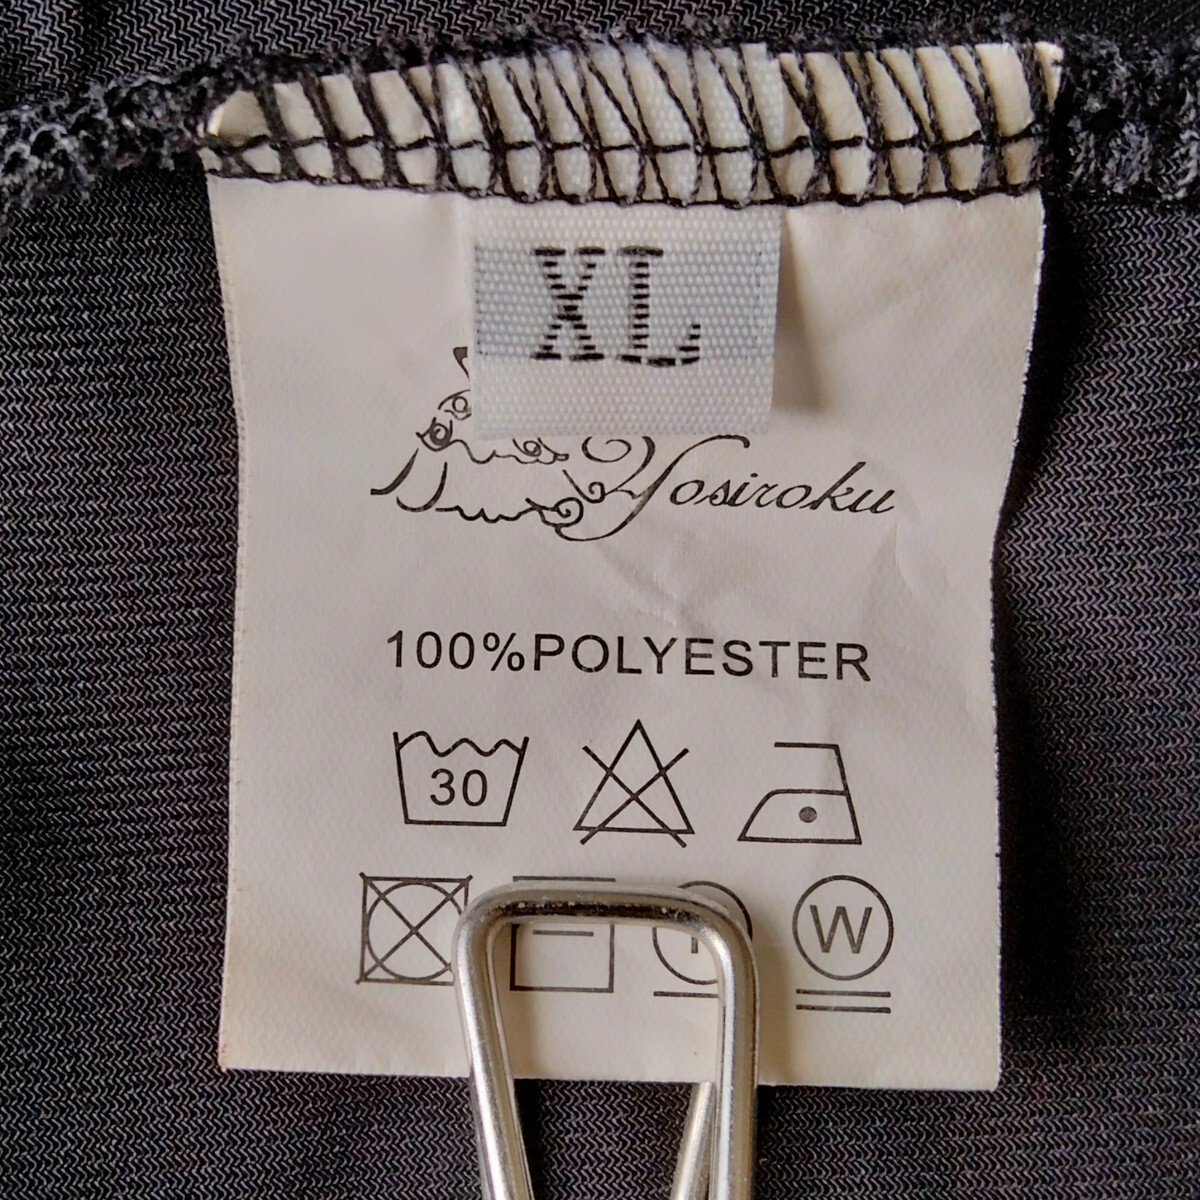 XL
Yosiroku
100%POLYESTER
30
W